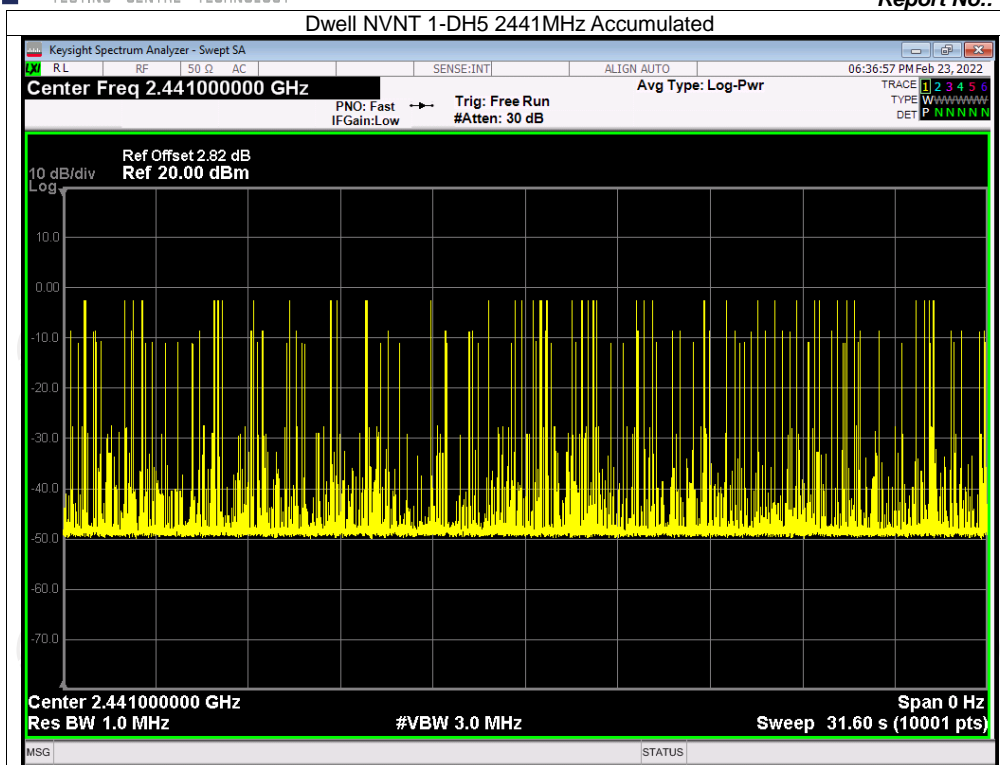 TESTING CENTRE TECHNOLOGY
Report No.:
Dwell NVNT 1-DH5 2441MHz Accumulated
Keysight Spectrum Analyzer - Swept SA
LXI RL RF 50 Ω AC SENSE:INT ALIGN AUTO 06:36:57 PM Feb 23, 2022
Center Freq 2.441000000 GHz Avg Type: Log-Pwr TRACE 1 2 3 4 5 6
PNO: Fast Trig: Free Run TYPE W
IFGain:Low #Atten: 30 dB DET P N N N N N
Ref Offset 2.82 dB
10 dB/div Ref 20.00 dBm
Log
10.0
0.00
-10.0
-20.0
-30.0
-40.0
-50.0
-60.0
-70.0
Center 2.441000000 GHz Span 0 Hz
Res BW 1.0 MHz #VBW 3.0 MHz Sweep 31.60 s (10001 pts)
MSG STATUS